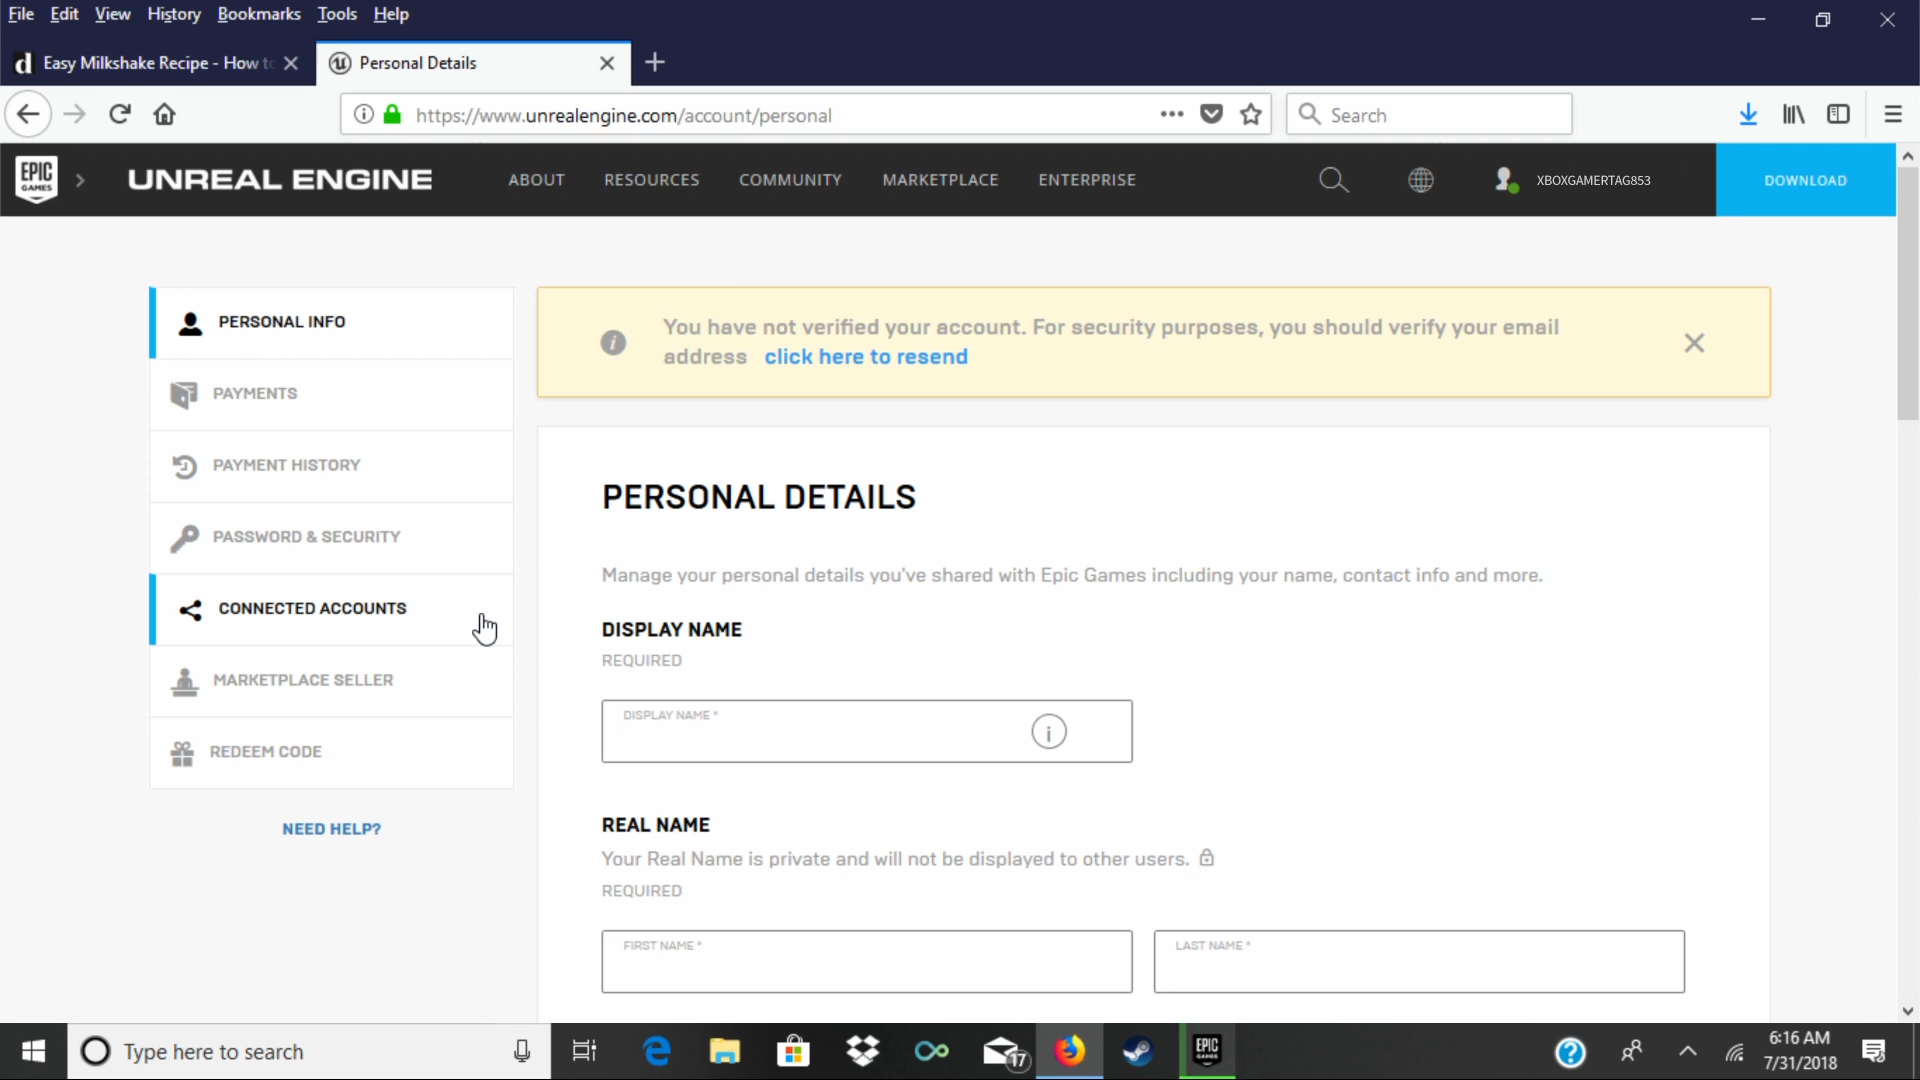 File Edit View History Bookmarks Tools Help
d Easy Milkshake Recipe - How to
Personal Details
https://www.unrealengine.com/account/personal
Search
EPIC GAMES
UNREAL ENGINE
ABOUT RESOURCES COMMUNITY MARKETPLACE ENTERPRISE
XBOXGAMERTAG853
DOWNLOAD
PERSONAL INFO
PAYMENTS
PAYMENT HISTORY
PASSWORD & SECURITY
CONNECTED ACCOUNTS
MARKETPLACE SELLER
REDEEM CODE
NEED HELP?
You have not verified your account. For security purposes, you should verify your email
address click here to resend
PERSONAL DETAILS
Manage your personal details you've shared with Epic Games including your name, contact info and more.
DISPLAY NAME
REQUIRED
DISPLAY NAME *
REAL NAME
Your Real Name is private and will not be displayed to other users.
REQUIRED
FIRST NAME *
LAST NAME *
Type here to search
17
EPIC GAMES
6:16 AM
7/31/2018